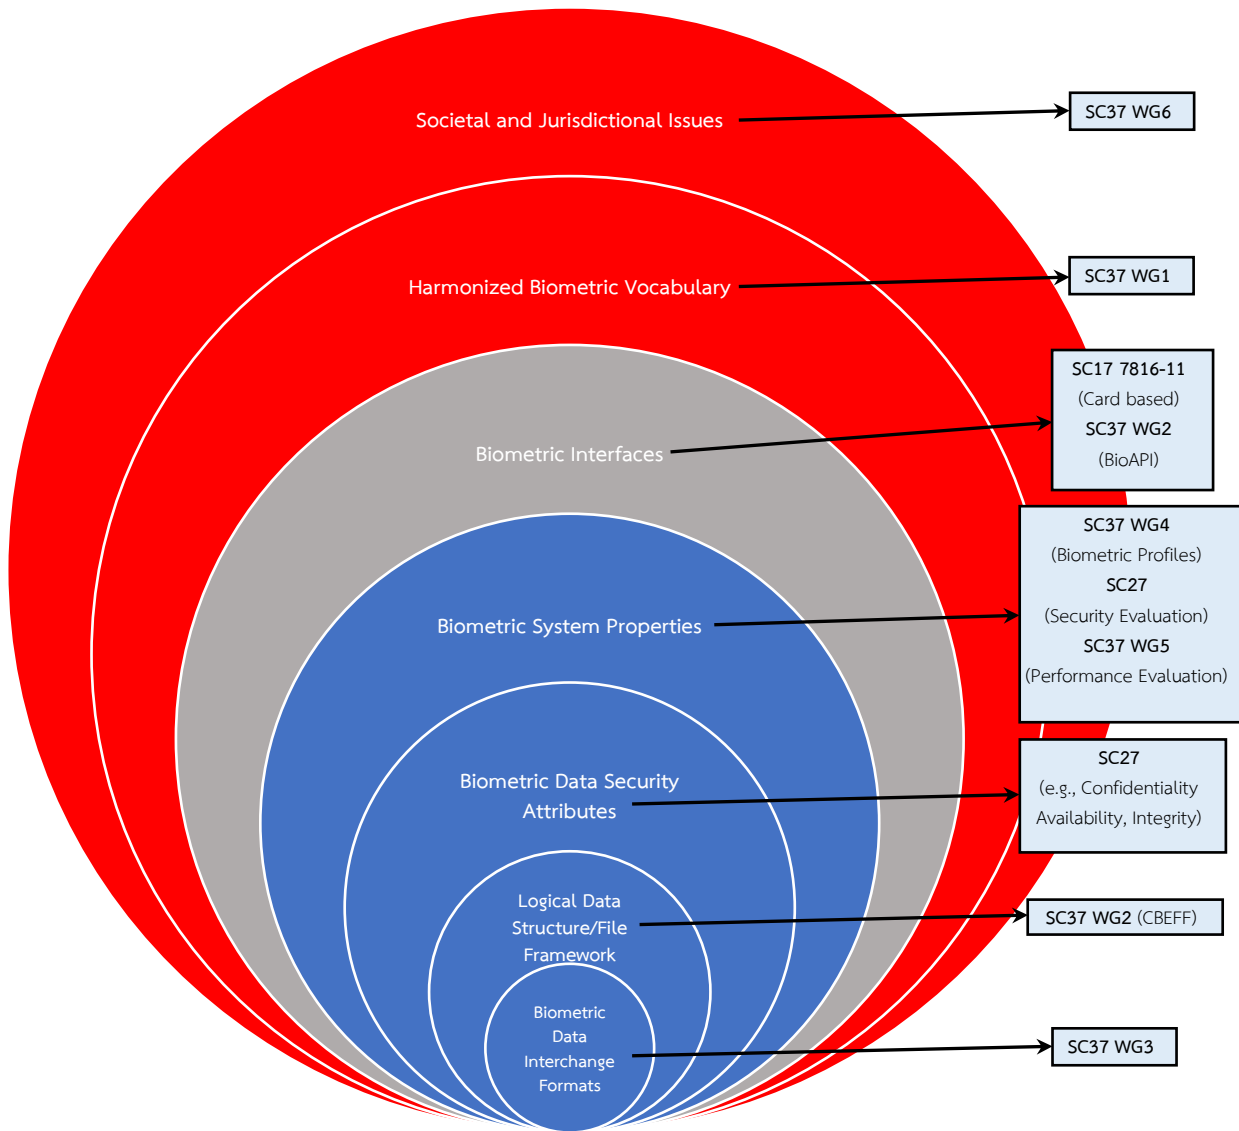 Societal and Jurisdictional Issues
SC37 WG6
Harmonized Biometric Vocabulary
SC37 WG1
Biometric Interfaces
SC17 7816-11
(Card based)
SC37 WG2
(BioAPI)
Biometric System Properties
SC37 WG4
(Biometric Profiles)
SC27
(Security Evaluation)
SC37 WG5
(Performance Evaluation)
Biometric Data Security
Attributes
SC27
(e.g., Confidentiality
Availability, Integrity)
Logical Data
Structure/File
Framework
SC37 WG2 (CBEFF)
Biometric
Data
Interchange
Formats
SC37 WG3